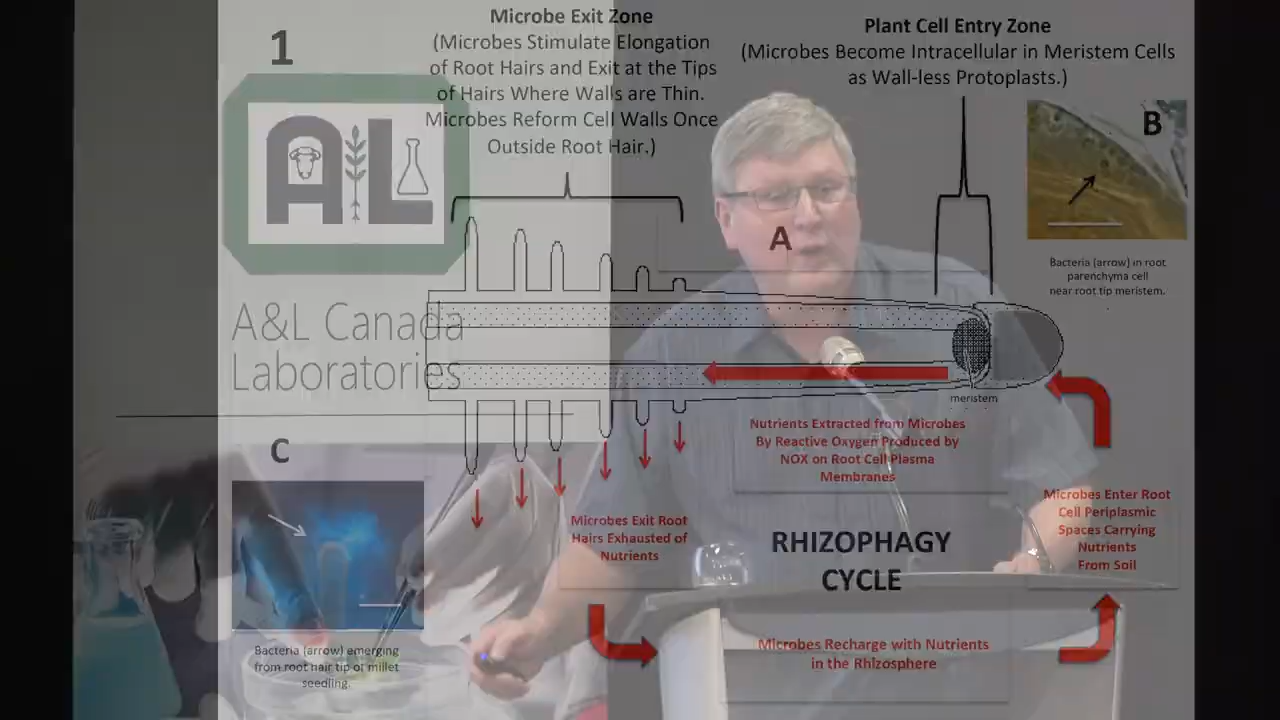 1
Microbe Exit Zone
(Microbes Stimulate Elongation
of Root Hairs and Exit at the Tips
of Hairs Where Walls are Thin.
Microbes Reform Cell Walls Once
Outside Root Hair.)
Plant Cell Entry Zone
(Microbes Become Intracellular in Meristem Cells
as Wall-less Protoplasts.)
B
Bacteria (arrow) in root
parenchyma cell
near root tip meristem.
AL
A
A&L Canada
Laboratories
meristem
Nutrients Extracted from Microbes
By Reactive Oxygen Produced by
NOX on Root Cell Plasma
Membranes
C
Microbes Exit Root
Hairs Exhausted of
Nutrients
Microbes Enter Root
Cell Periplasmic
Spaces Carrying
Nutrients
From Soil
RHIZOPHAGY
CYCLE
Bacteria (arrow) emerging
from root hair tip of millet
seedling.
Microbes Recharge with Nutrients
in the Rhizosphere